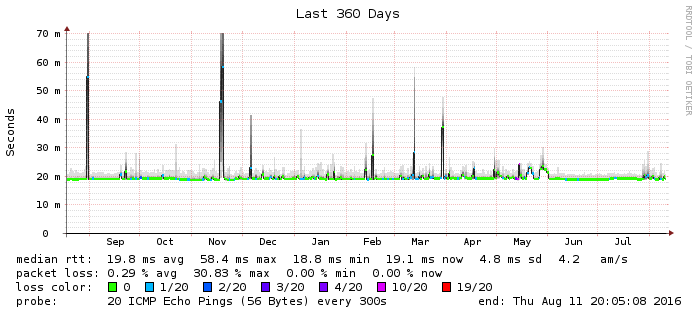 Last 360 Days
RRDTOOL / TOBI OETIKER
Seconds
70 m
60 m
50 m
40 m
30 m
20 m
10 m
0
Sep Oct Nov Dec Jan Feb Mar Apr May Jun Jul
median rtt: 19.8 ms avg 58.4 ms max 18.8 ms min 19.1 ms now 4.8 ms sd 4.2 am/s
packet loss: 0.29 % avg 30.83 % max 0.00 % min 0.00 % now
loss color: 0 1/20 2/20 3/20 4/20 10/20 19/20
probe: 20 ICMP Echo Pings (56 Bytes) every 300s end: Thu Aug 11 20:05:08 2016